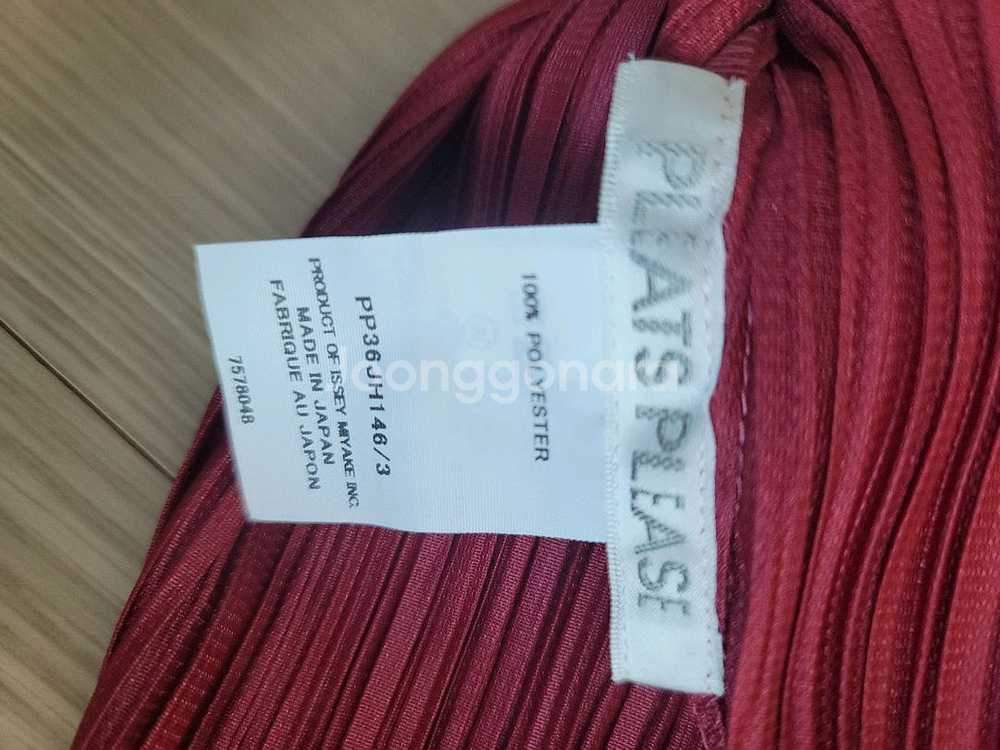 PLEATS PLEASE
100% POLYESTER
PP36JH146/3
PRODUCT OF ISSEY MIYAKE INC.
MADE IN JAPAN
FABRIQUE AU JAPON
7578048